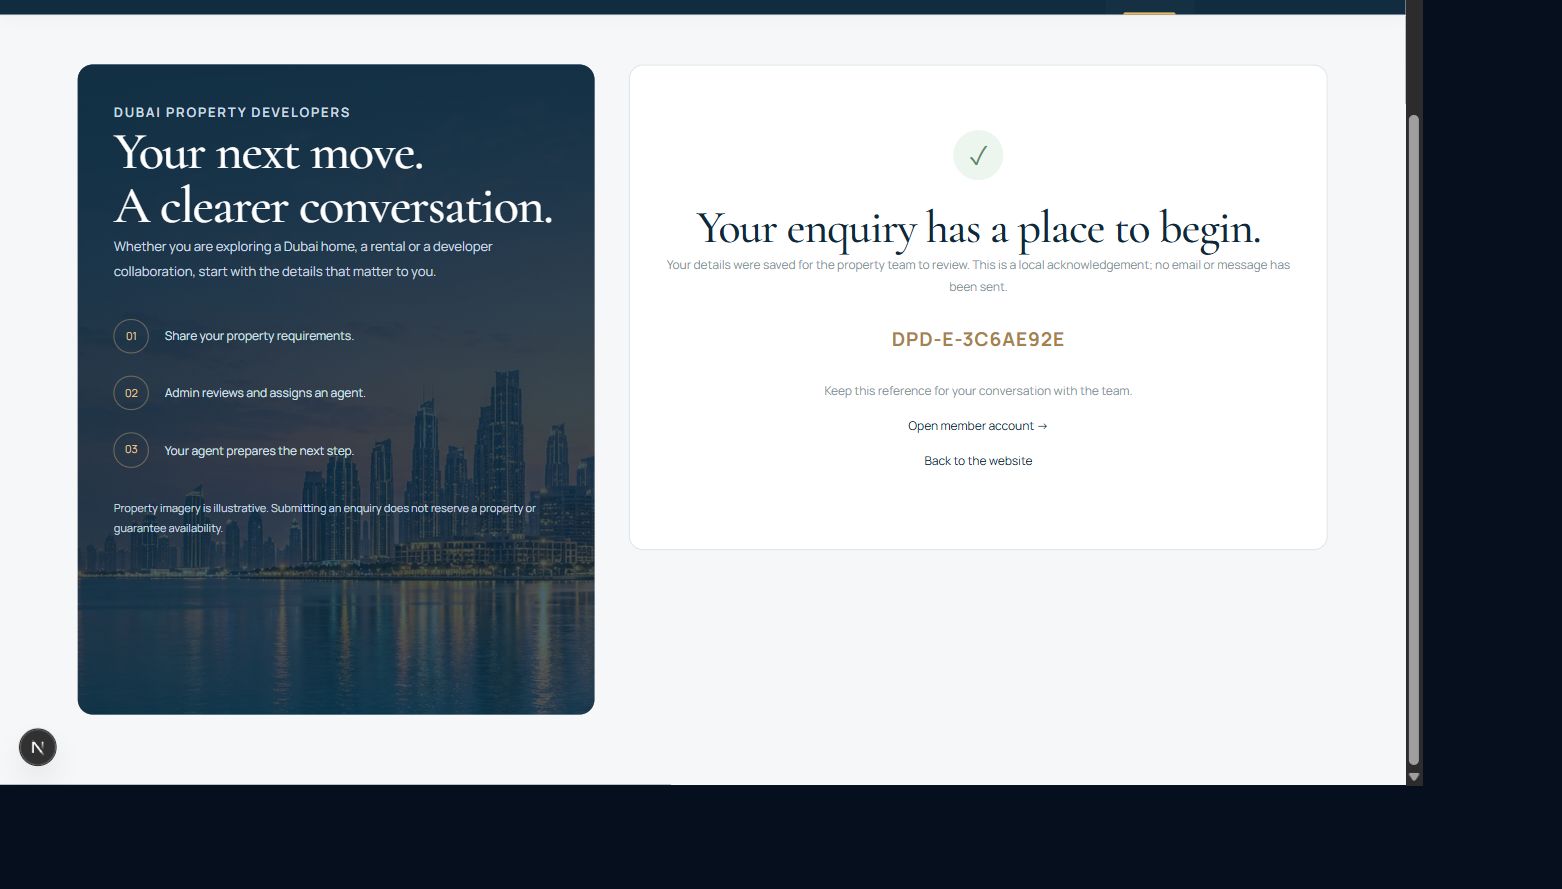 DUBAI PROPERTY DEVELOPERS
Your next move.
A clearer conversation.
Whether you are exploring a Dubai home, a rental or a developer
collaboration, start with the details that matter to you.
01 Share your property requirements.
02 Admin reviews and assigns an agent.
03 Your agent prepares the next step.
Property imagery is illustrative. Submitting an enquiry does not reserve a property or
guarantee availability.
✓
Your enquiry has a place to begin.
Your details were saved for the property team to review. This is a local acknowledgement; no email or message has
been sent.
DPD-E-3C6AE92E
Keep this reference for your conversation with the team.
Open member account →
Back to the website
N